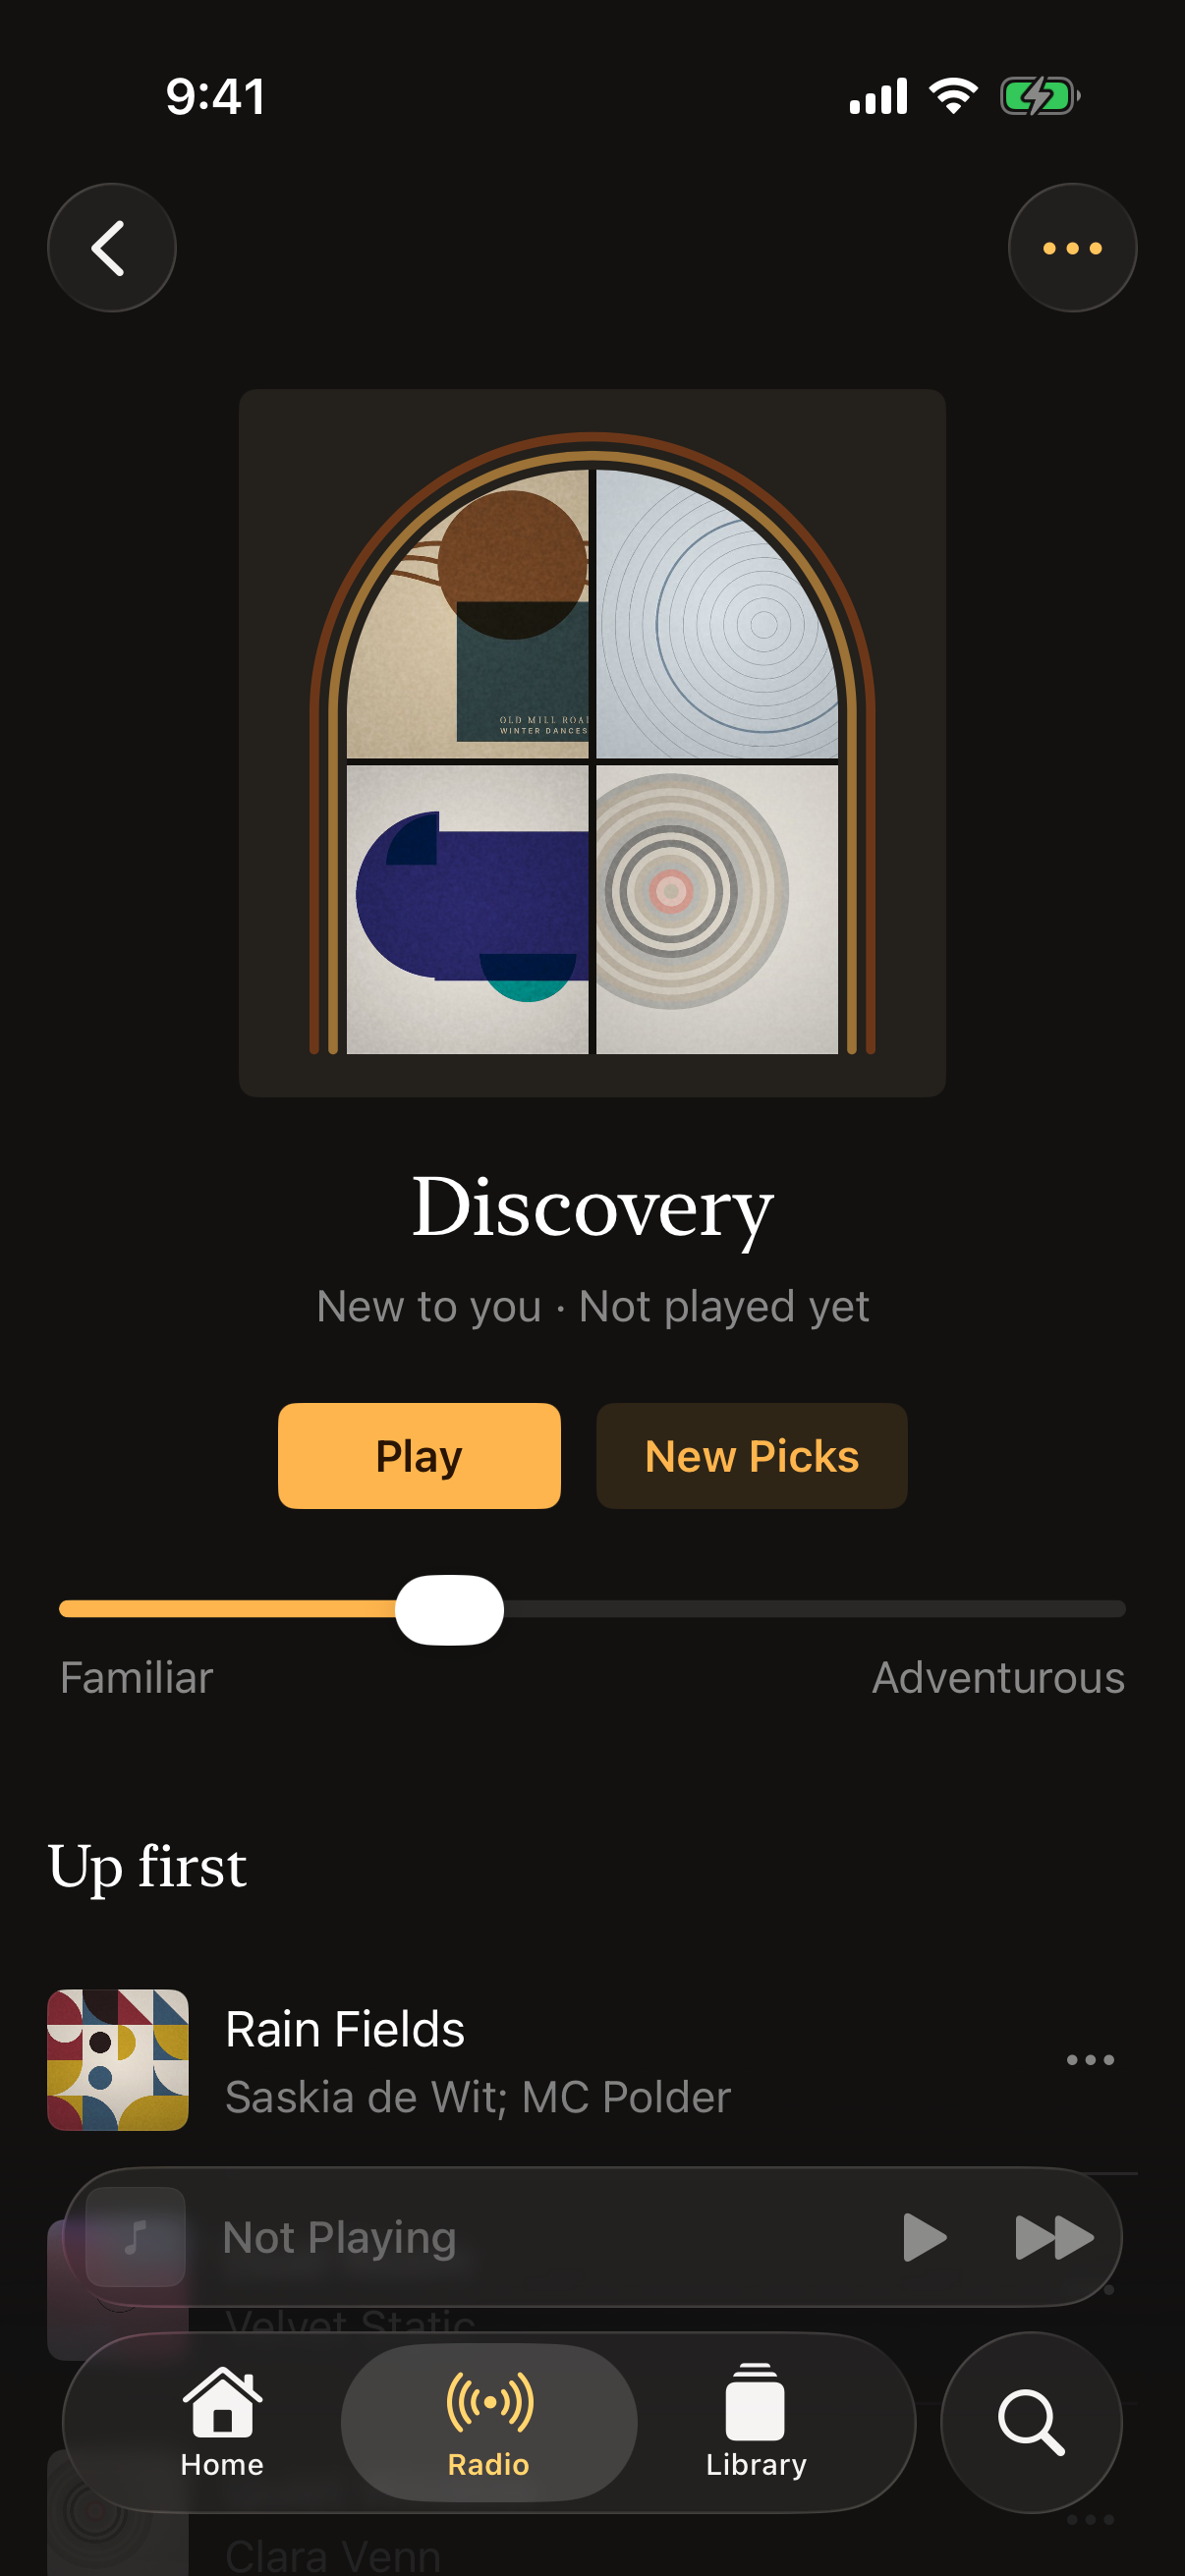 9:41
OLD MILL ROA
WINTER DANCES
Discovery
New to you · Not played yet
Play
New Picks
Familiar
Adventurous
Up first
Rain Fields
Saskia de Wit; MC Polder
Not Playing
Velvet Static
Home
Radio
Library
Clara Venn